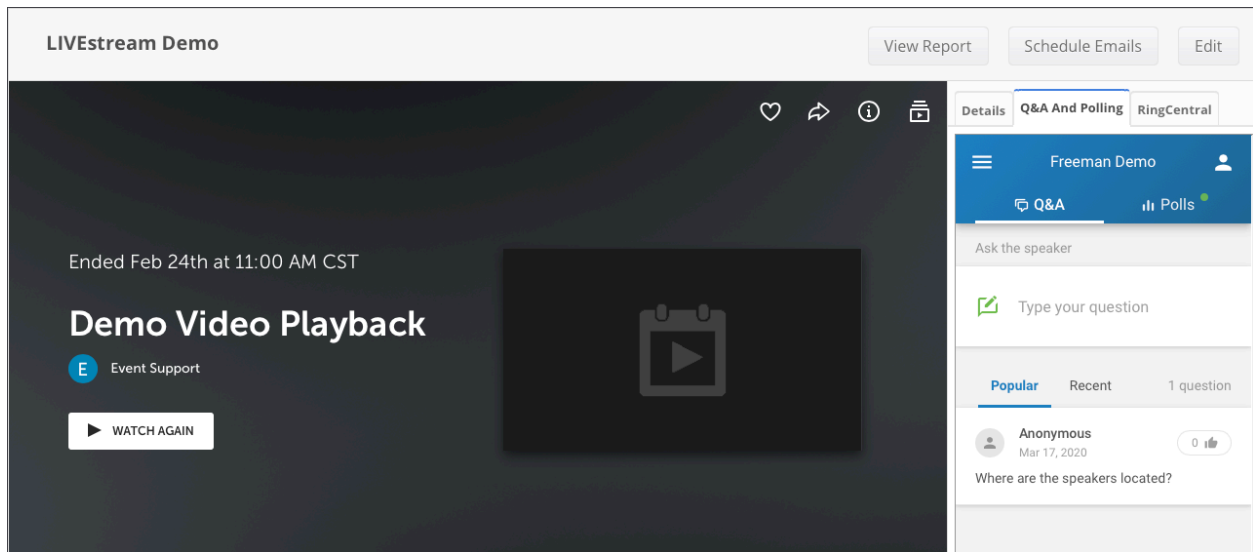 LIVEstream Demo
View Report
Schedule Emails
Edit
Ended Feb 24th at 11:00 AM CST
Demo Video Playback
E
Event Support
WATCH AGAIN
Details
Q&A And Polling
RingCentral
Freeman Demo
Q&A
Polls
Ask the speaker
Type your question
Popular
Recent
1 question
Anonymous
Mar 17, 2020
0
Where are the speakers located?